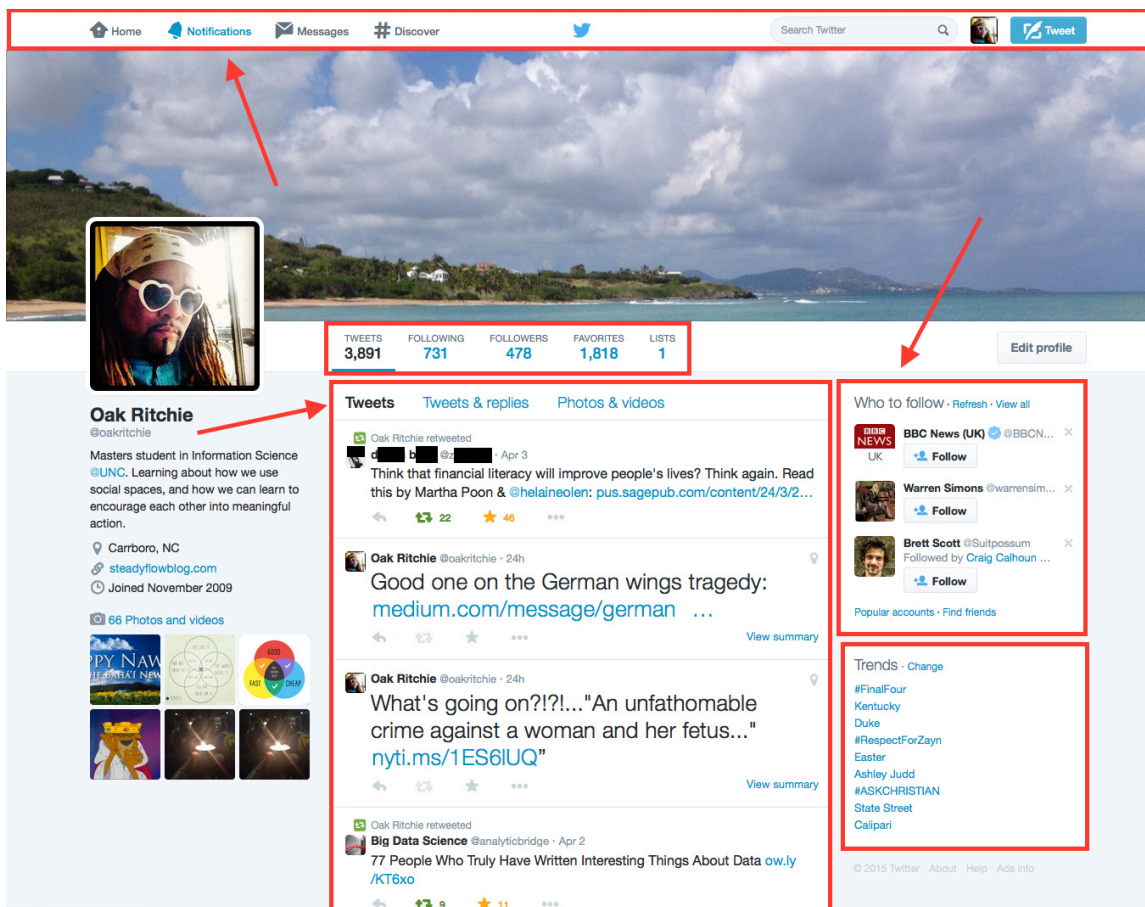 Home Notifications Messages Discover Search Twitter Tweet
TWEETS FOLLOWING FOLLOWERS FAVORITES LISTS
3,891 731 478 1,818 1
Edit profile
Oak Ritchie
@oakritchie
Masters student in Information Science
@UNC. Learning about how we use
social spaces, and how we can learn to
encourage each other into meaningful
action.
Carrboro, NC
steadyflowblog.com
Joined November 2009
66 Photos and videos
GOOD
FAST CHEAP
Tweets Tweets & replies Photos & videos
Oak Ritchie retweeted
d b @z · Apr 3
Think that financial literacy will improve people's lives? Think again. Read
this by Martha Poon & @helaineolen: pus.sagepub.com/content/24/3/2…
22 46
Oak Ritchie @oakritchie · 24h
Good one on the German wings tragedy:
medium.com/message/german …
View summary
Oak Ritchie @oakritchie · 24h
What's going on?!?!..."An unfathomable
crime against a woman and her fetus..."
nyti.ms/1ES6lUQ”
View summary
Oak Ritchie retweeted
Big Data Science @analyticbridge · Apr 2
77 People Who Truly Have Written Interesting Things About Data ow.ly
/KT6xo
9 11
Who to follow · Refresh · View all
BBC
NEWS
UK
BBC News (UK) @BBCN...
Follow
Warren Simons @warrensim...
Follow
Brett Scott @Suitpossum
Followed by Craig Calhoun ...
Follow
Popular accounts · Find friends
Trends · Change
#FinalFour
Kentucky
Duke
#RespectForZayn
Easter
Ashley Judd
#ASKCHRISTIAN
State Street
Calipari
© 2015 Twitter About Help Ads info